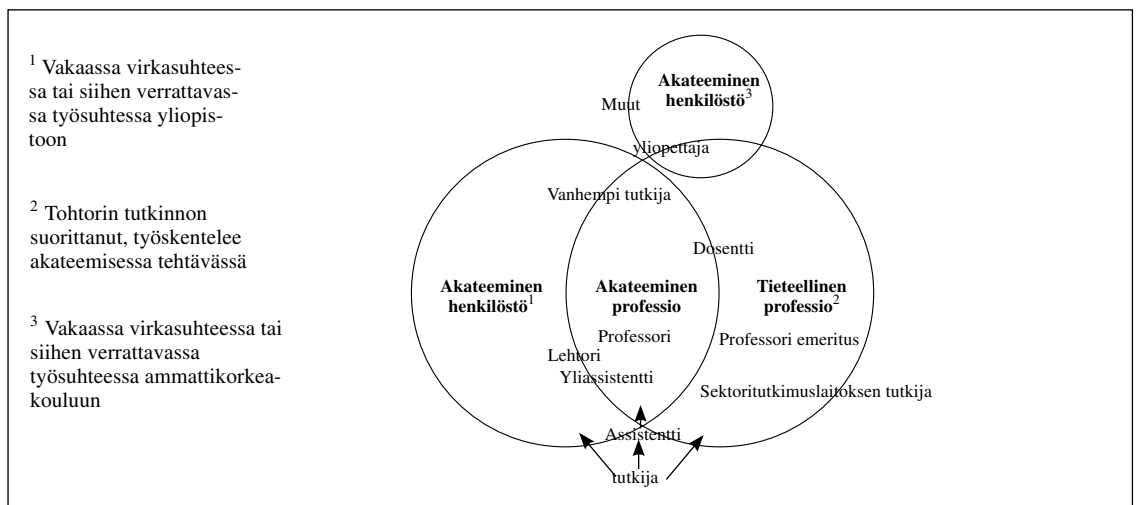 ¹ Vakaassa virkasuhtees-
sa tai siihen verrattavas-
sa työsuhtessa yliopis-
toon
² Tohtorin tutkinnon
suorittanut, työskentelee
akateemisessa tehtävässä
³ Vakaassa virkasuhteessa tai
siihen verrattavassa
työsuhteessa ammattikorkea-
kouluun
Akateeminen
henkilöstö³
Muut
yliopettaja
Vanhempi tutkija
Dosentti
Akateeminen
henkilöstö¹
Akateeminen
professio
Tieteellinen
professio²
Professori
Professori emeritus
Lehtori
Yliassistentti
Sektoritutkimuslaitoksen tutkija
Assistentti
tutkija